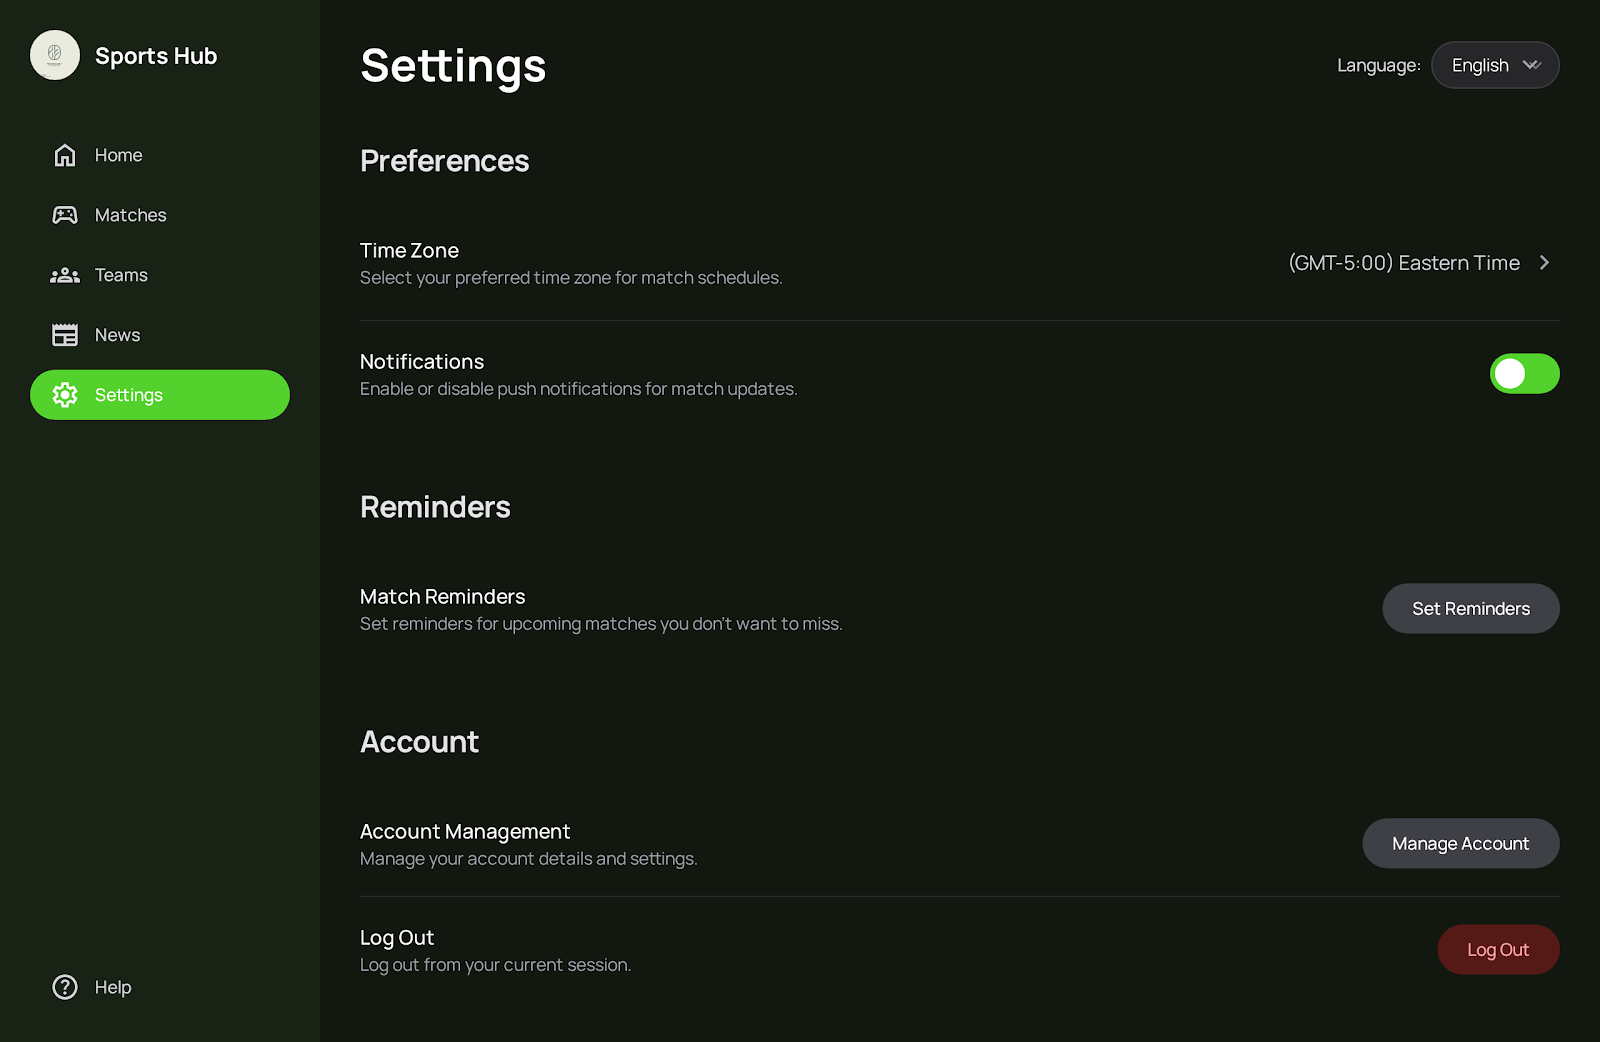 Sports Hub
Home
Matches
Teams
News
Settings
Help
Settings
Language: English
Preferences
Time Zone
Select your preferred time zone for match schedules.
(GMT-5:00) Eastern Time
Notifications
Enable or disable push notifications for match updates.
Reminders
Match Reminders
Set reminders for upcoming matches you don't want to miss.
Set Reminders
Account
Account Management
Manage your account details and settings.
Manage Account
Log Out
Log out from your current session.
Log Out